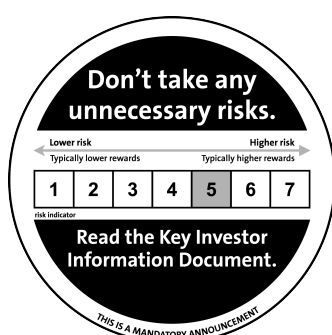 Don't take any
unnecessary risks.
Lower risk Higher risk
Typically lower rewards Typically higher rewards
1 2 3 4 5 6 7
risk indicator
Read the Key Investor
Information Document.
THIS IS A MANDATORY ANNOUNCEMENT